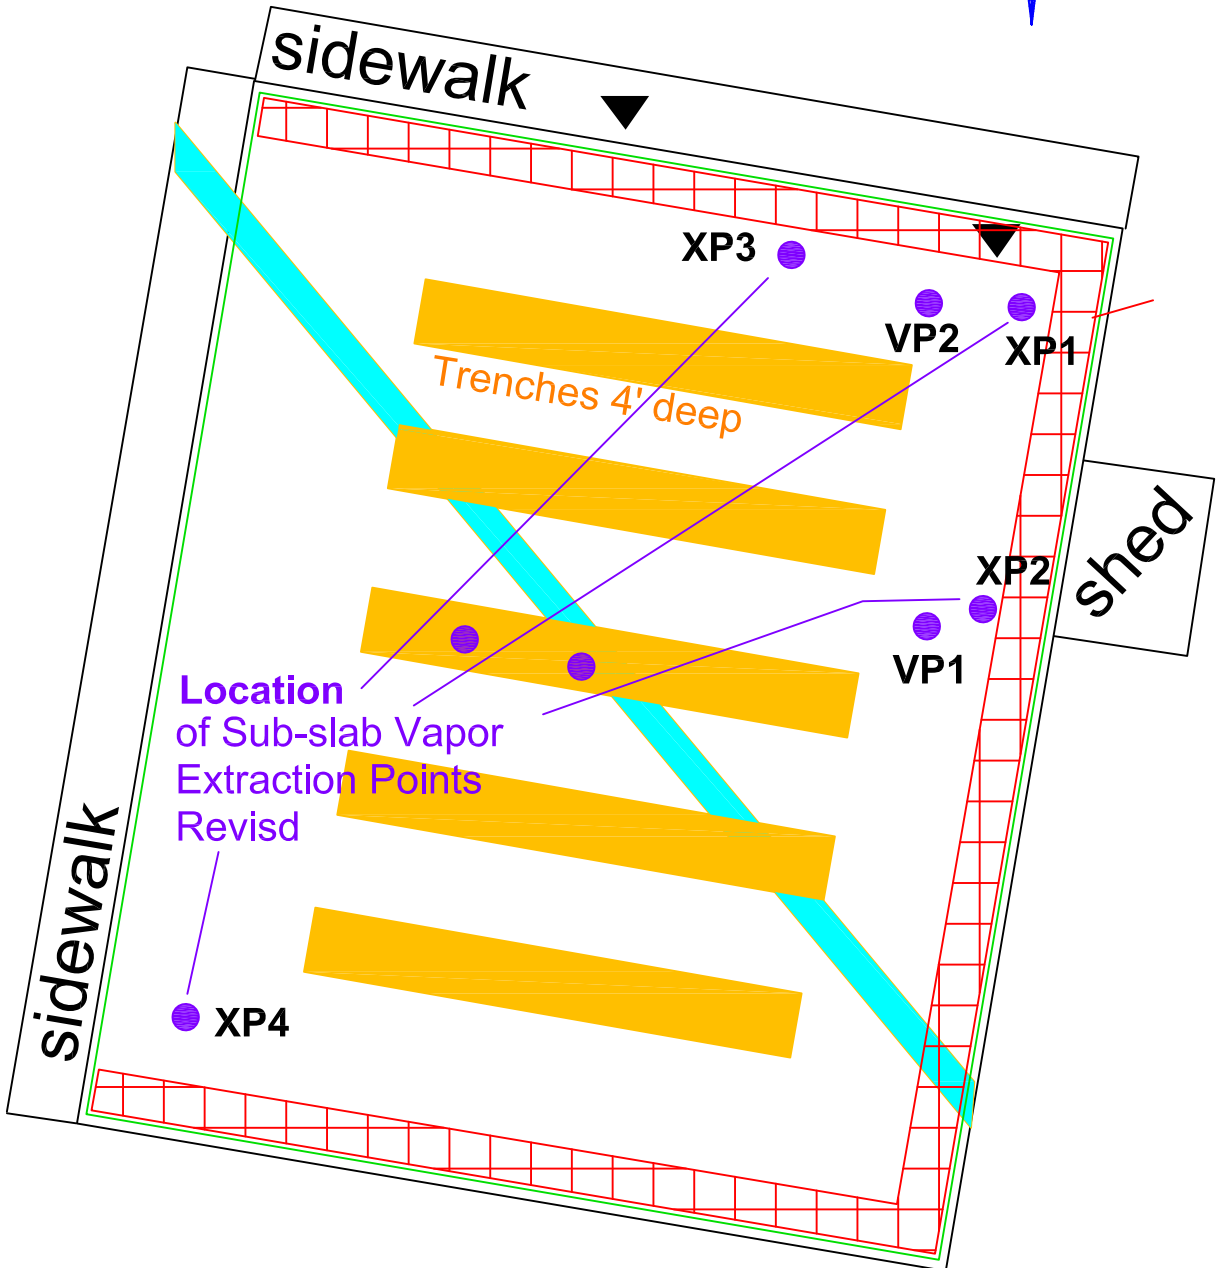 sidewalk
XP3
VP2
XP1
Trenches 4' deep
shed
XP2
VP1
Location
of Sub-slab Vapor
Extraction Points
Revisd
sidewalk
XP4